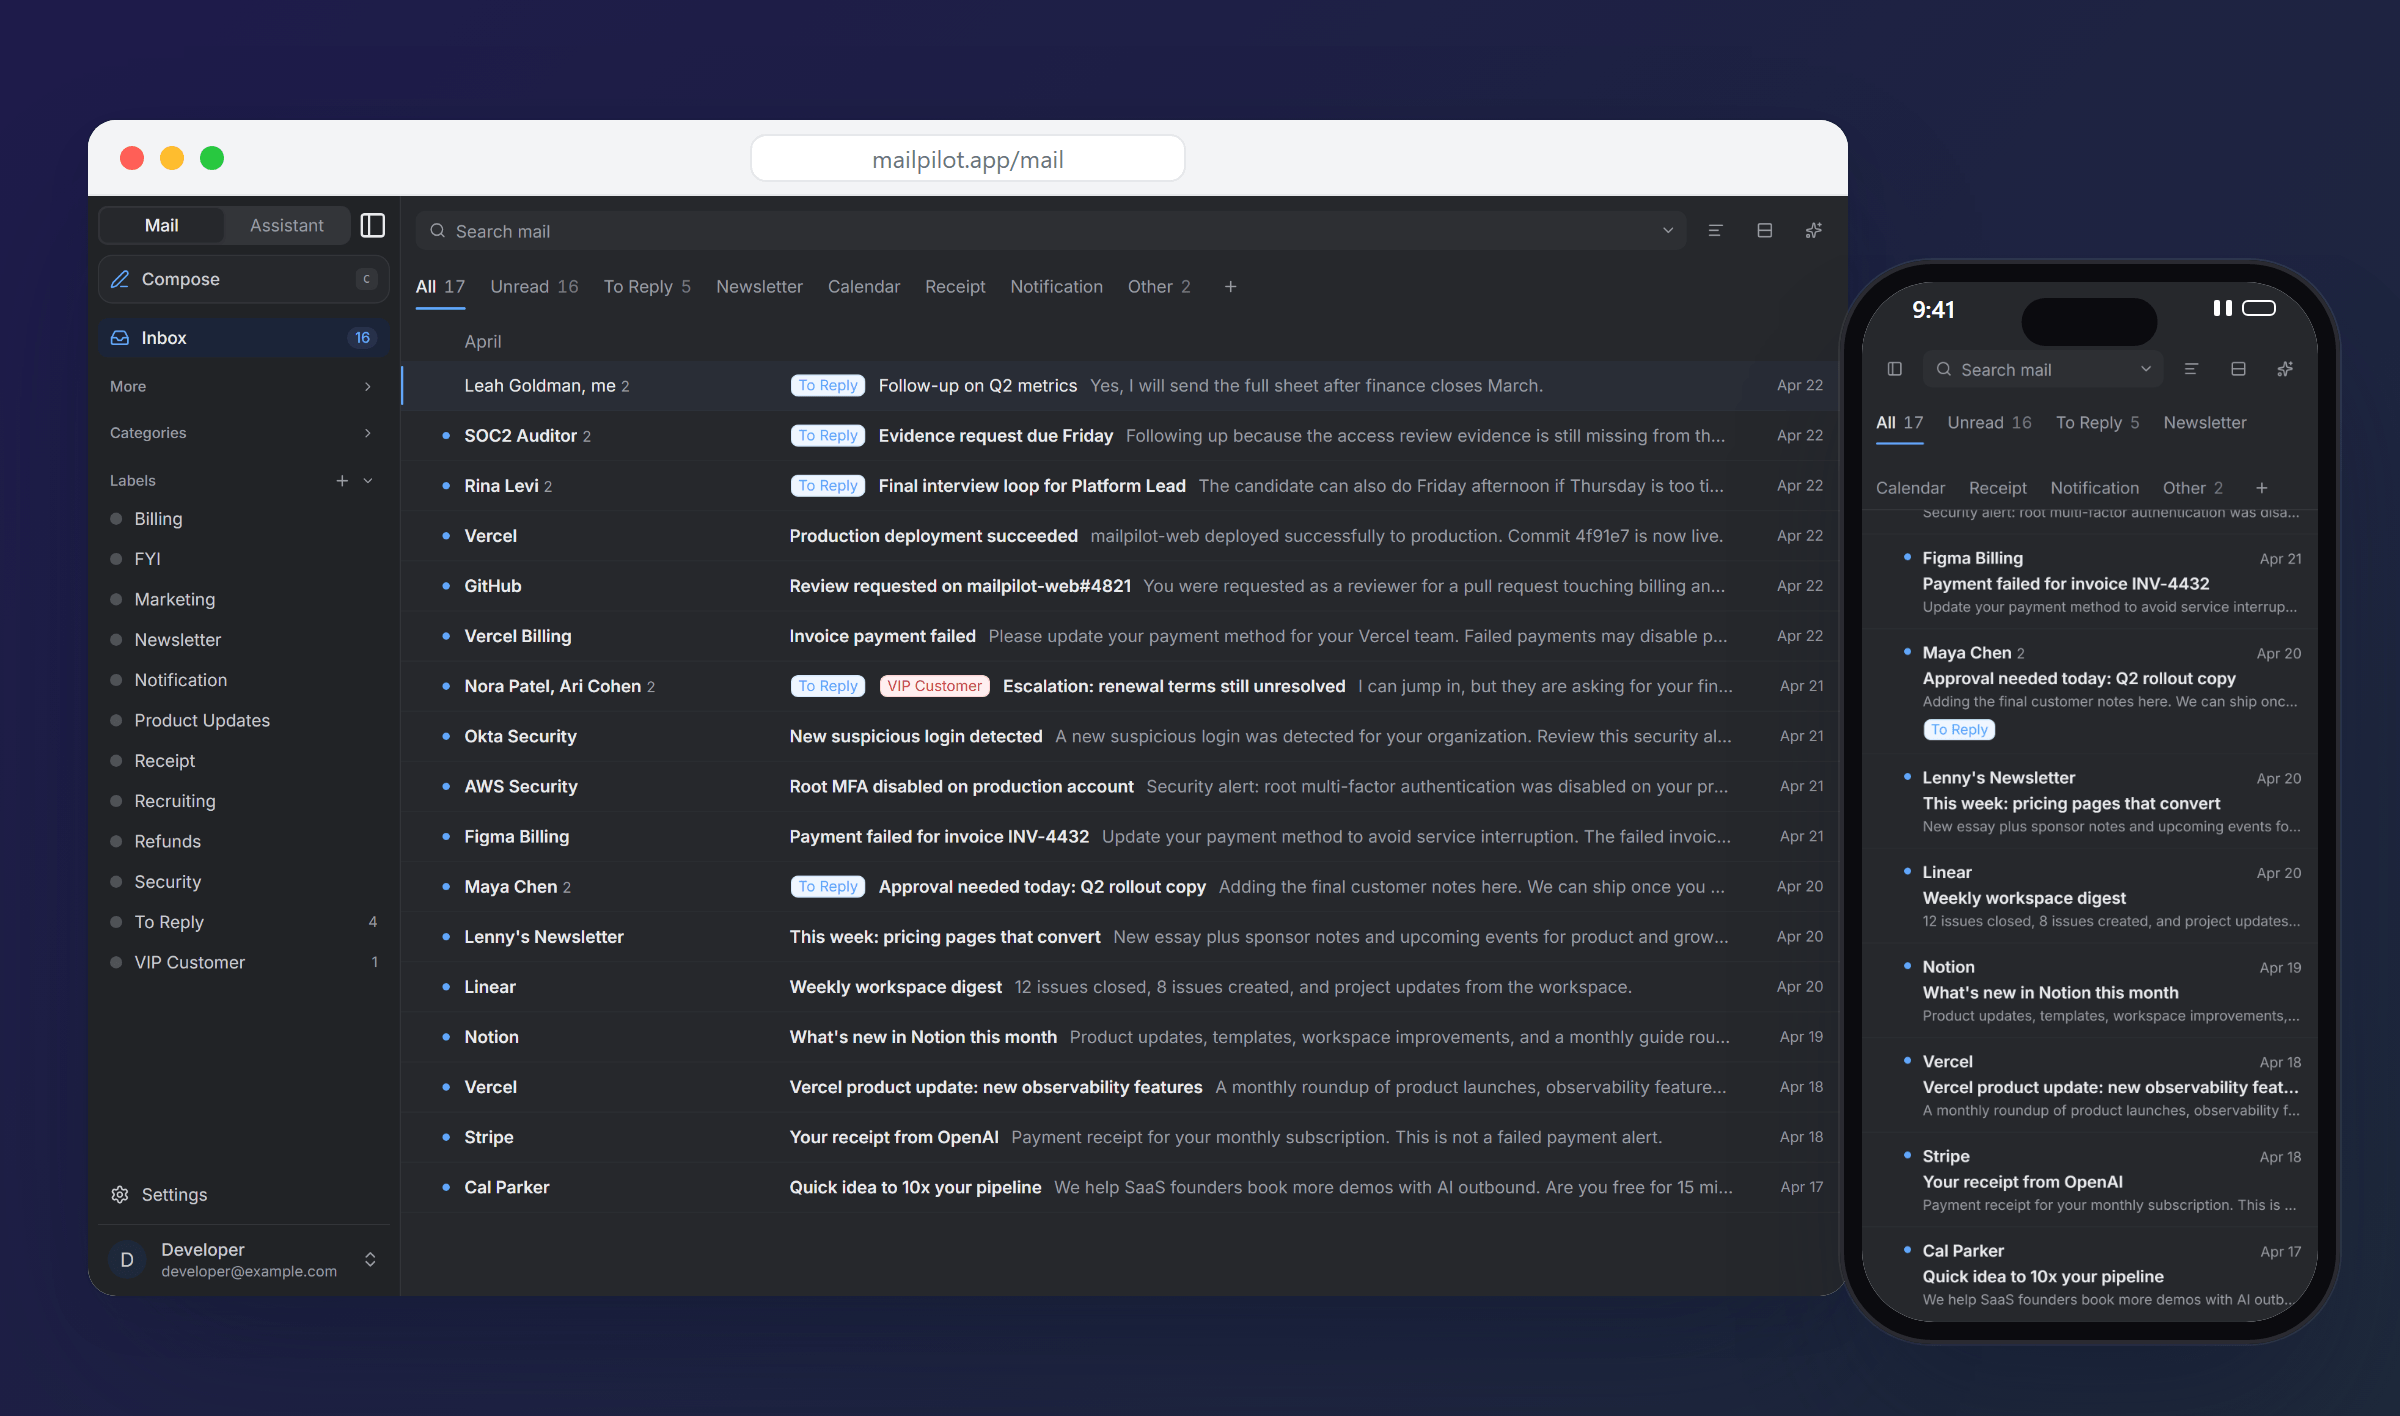 mailpilot.app/mail
Mail Assistant
Compose C
Inbox 16
More
Categories
Labels
Billing
FYI
Marketing
Newsletter
Notification
Product Updates
Receipt
Recruiting
Refunds
Security
To Reply 4
VIP Customer 1
Settings
D
Developer
developer@example.com
Search mail
All 17 Unread 16 To Reply 5 Newsletter Calendar Receipt Notification Other 2 +
April
Leah Goldman, me 2 To Reply Follow-up on Q2 metrics Yes, I will send the full sheet after finance closes March. Apr 22
SOC2 Auditor 2 To Reply Evidence request due Friday Following up because the access review evidence is still missing from th... Apr 22
Rina Levi 2 To Reply Final interview loop for Platform Lead The candidate can also do Friday afternoon if Thursday is too ti... Apr 22
Vercel Production deployment succeeded mailpilot-web deployed successfully to production. Commit 4f91e7 is now live. Apr 22
GitHub Review requested on mailpilot-web#4821 You were requested as a reviewer for a pull request touching billing an... Apr 22
Vercel Billing Invoice payment failed Please update your payment method for your Vercel team. Failed payments may disable p... Apr 22
Nora Patel, Ari Cohen 2 To Reply VIP Customer Escalation: renewal terms still unresolved I can jump in, but they are asking for your fin... Apr 21
Okta Security New suspicious login detected A new suspicious login was detected for your organization. Review this security al... Apr 21
AWS Security Root MFA disabled on production account Security alert: root multi-factor authentication was disabled on your pr... Apr 21
Figma Billing Payment failed for invoice INV-4432 Update your payment method to avoid service interruption. The failed invoic... Apr 21
Maya Chen 2 To Reply Approval needed today: Q2 rollout copy Adding the final customer notes here. We can ship once you ... Apr 20
Lenny's Newsletter This week: pricing pages that convert New essay plus sponsor notes and upcoming events for product and grow... Apr 20
Linear Weekly workspace digest 12 issues closed, 8 issues created, and project updates from the workspace. Apr 20
Notion What's new in Notion this month Product updates, templates, workspace improvements, and a monthly guide rou... Apr 19
Vercel Vercel product update: new observability features A monthly roundup of product launches, observability feature... Apr 18
Stripe Your receipt from OpenAI Payment receipt for your monthly subscription. This is not a failed payment alert. Apr 18
Cal Parker Quick idea to 10x your pipeline We help SaaS founders book more demos with AI outbound. Are you free for 15 mi... Apr 17
9:41
Search mail
All 17 Unread 16 To Reply 5 Newsletter
Calendar Receipt Notification Other 2 +
Security alert: root multi-factor authentication was disa...
Figma Billing Apr 21
Payment failed for invoice INV-4432
Update your payment method to avoid service interrup...
Maya Chen 2 Apr 20
Approval needed today: Q2 rollout copy
Adding the final customer notes here. We can ship onc...
To Reply
Lenny's Newsletter Apr 20
This week: pricing pages that convert
New essay plus sponsor notes and upcoming events fo...
Linear Apr 20
Weekly workspace digest
12 issues closed, 8 issues created, and project updates...
Notion Apr 19
What's new in Notion this month
Product updates, templates, workspace improvements,...
Vercel Apr 18
Vercel product update: new observability feat...
A monthly roundup of product launches, observability f...
Stripe Apr 18
Your receipt from OpenAI
Payment receipt for your monthly subscription. This is ...
Cal Parker Apr 17
Quick idea to 10x your pipeline
We help SaaS founders book more demos with AI outb...